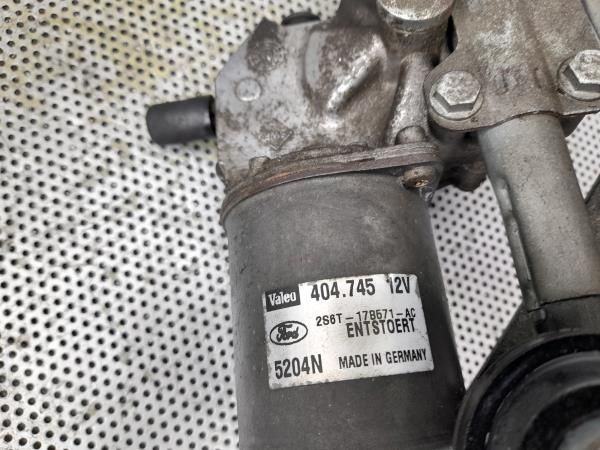 Valeo 404.745 12V
Ford 2S6T-17B571-AC
ENTSTOERT
5204N MADE IN GERMANY